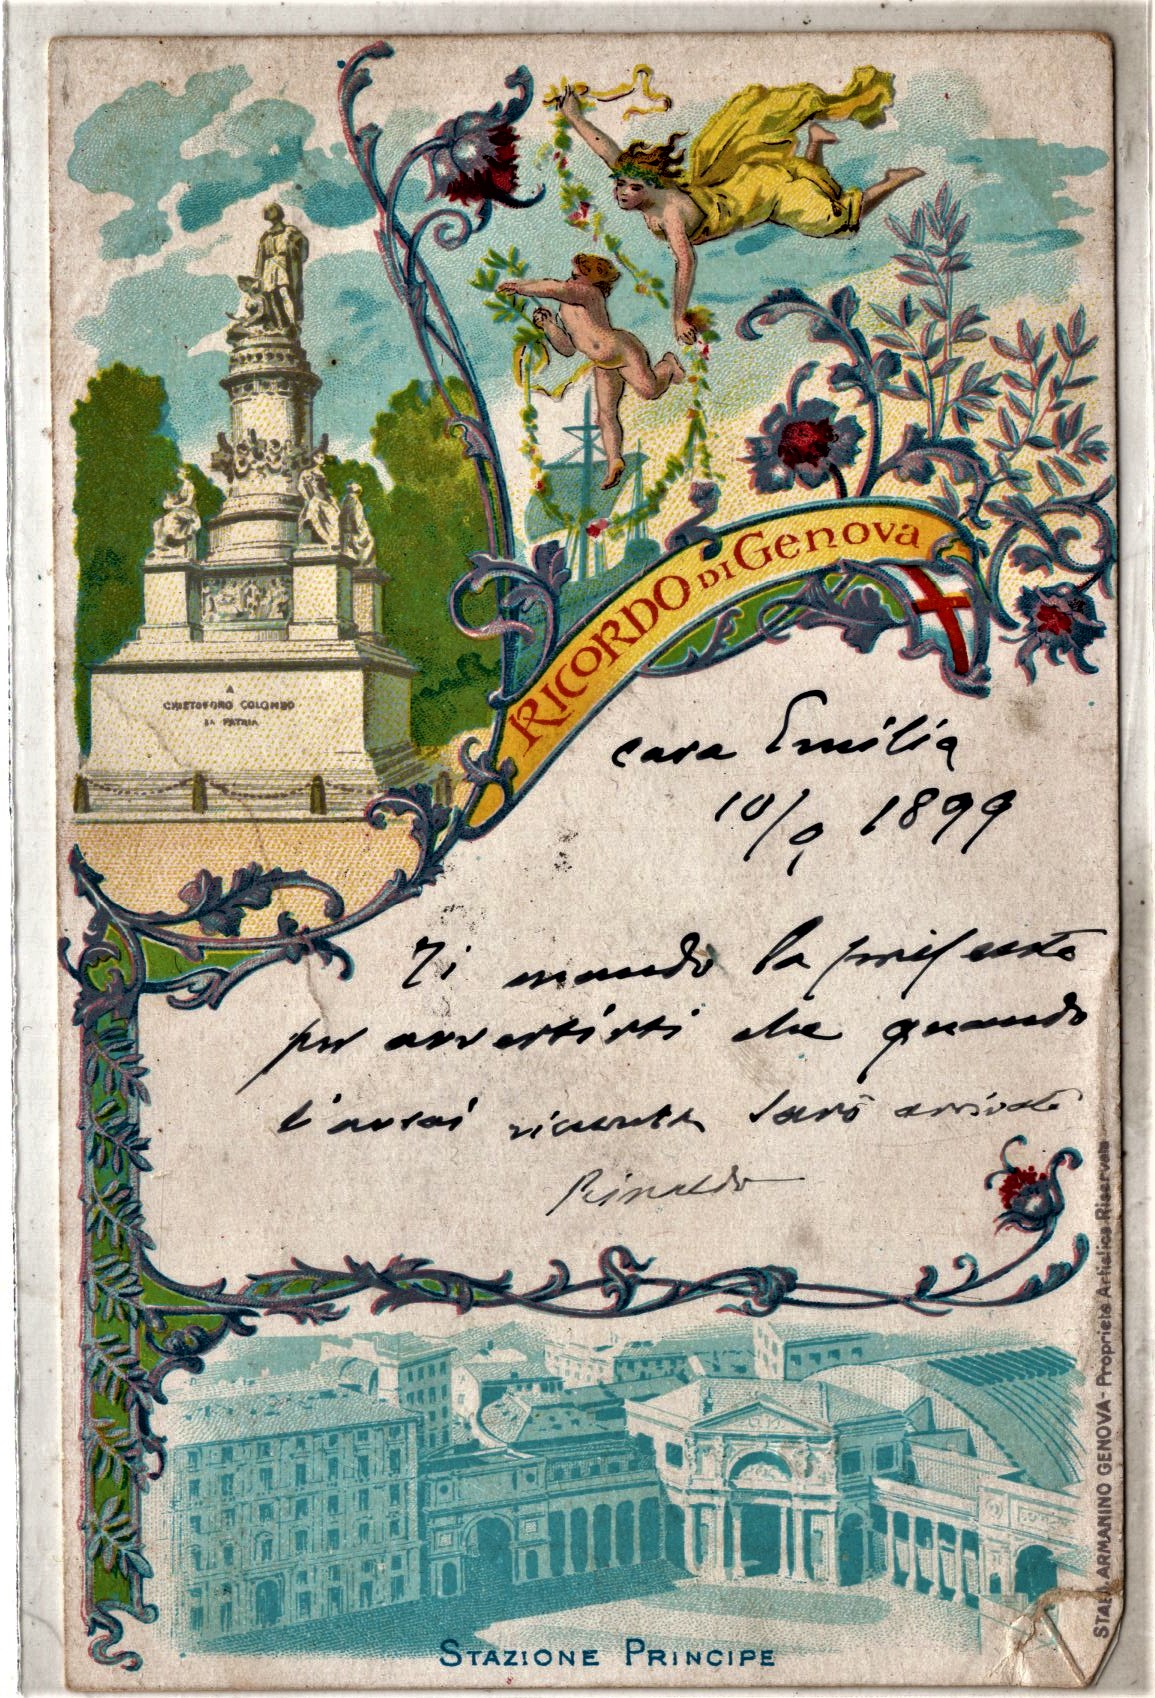 A
CRISTOFORO COLOMBO
LA PATRIA
RICORDO DI GENOVA
Cara Emilia
10/9 1899
Ti mando la presente
per avvertirti che quando
l'avrai ricevuta sarò arrivato
Rinaldo
STAZIONE PRINCIPE
STAB. ARMANINO GENOVA - Proprietà Artistica Riservata